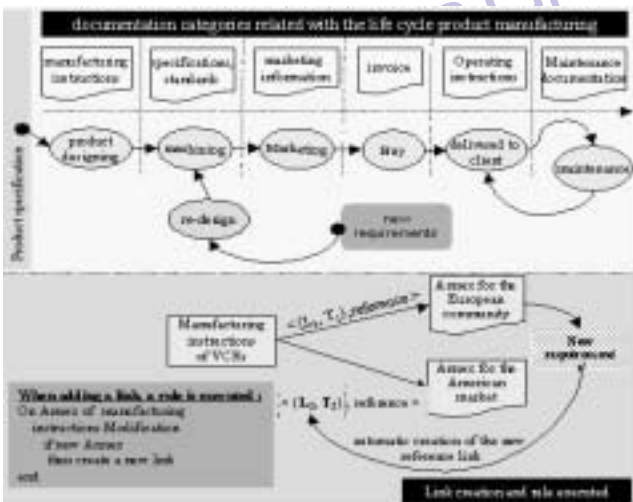 documentation categories related with the life cycle product manufacturing
manufacturing
instructions
specifications,
standards
marketing
information
invoice
Operating
instructions
Maintenance
documentation
Product specification
product
designing
machining
Marketing
Buy
delivered to
client
maintenance
re-design
new
requirements
Manufacturing
instructions
of VCRs
reference >
Annex for the
European
community
New
requirement
Annex for the
American
market
reference =
When adding a link, a rule is executed :
On Annex of manufacturing
instructions Modification
if new Annex
then create a new link
end
automatic creation of the new
reference link
Link creation and rule executed